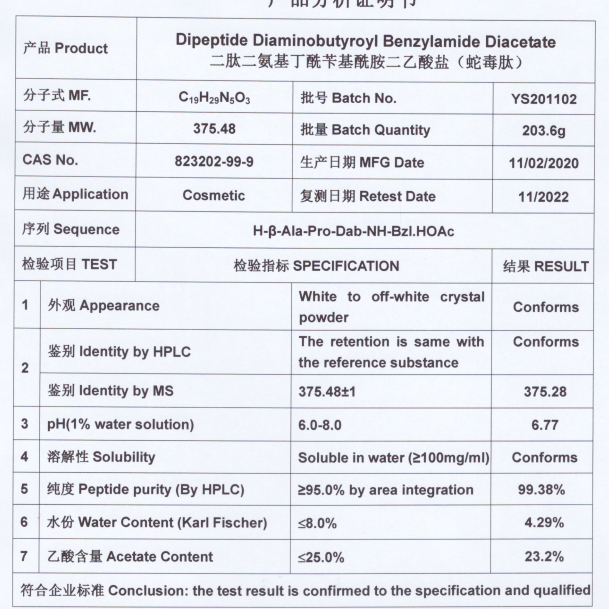 产品分析证明书
产品 Product
Dipeptide Diaminobutyroyl Benzylamide Diacetate
二肽二氨基丁酰苄基酰胺二乙酸盐（蛇毒肽）
分子式 MF.
C₁₉H₂₉N₅O₃
批号 Batch No.
YS201102
分子量 MW.
375.48
批量 Batch Quantity
203.6g
CAS No.
823202-99-9
生产日期 MFG Date
11/02/2020
用途 Application
Cosmetic
复测日期 Retest Date
11/2022
序列 Sequence
H-β-Ala-Pro-Dab-NH-Bzl.HOAc
检验项目 TEST
检验指标 SPECIFICATION
结果 RESULT
1
外观 Appearance
White to off-white crystal
powder
Conforms
2
鉴别 Identity by HPLC
The retention is same with
the reference substance
Conforms
鉴别 Identity by MS
375.48±1
375.28
3
pH(1% water solution)
6.0-8.0
6.77
4
溶解性 Solubility
Soluble in water (≥100mg/ml)
Conforms
5
纯度 Peptide purity (By HPLC)
≥95.0% by area integration
99.38%
6
水份 Water Content (Karl Fischer)
≤8.0%
4.29%
7
乙酸含量 Acetate Content
≤25.0%
23.2%
符合企业标准 Conclusion: the test result is confirmed to the specification and qualified